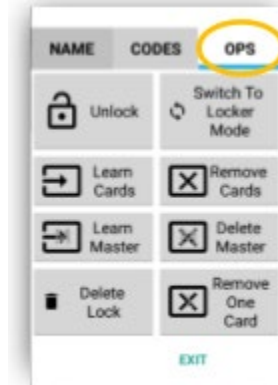 NAME CODES OPS
Unlock
Switch To
Locker
Mode
Learn
Cards
Remove
Cards
Learn
Master
Delete
Master
Delete
Lock
Remove
One
Card
EXIT